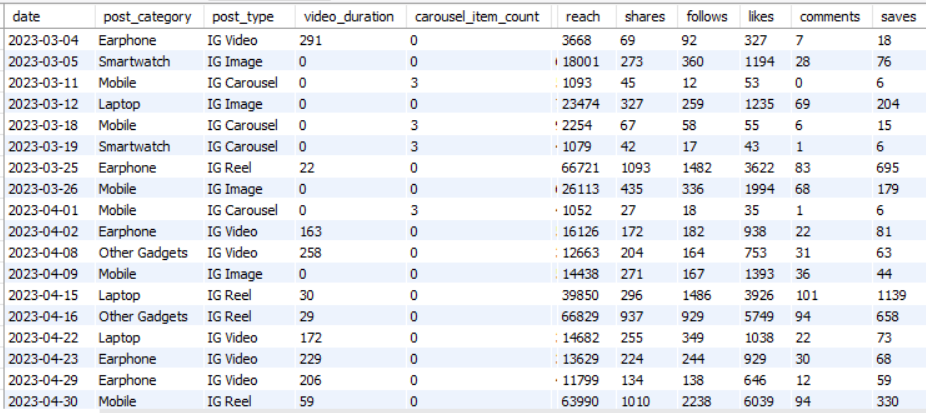 date post_category post_type video_duration carousel_item_count reach shares follows likes comments saves
2023-03-04 Earphone IG Video 291 0 3668 69 92 327 7 18
2023-03-05 Smartwatch IG Image 0 0 18001 273 360 1194 28 76
2023-03-11 Mobile IG Carousel 0 3 1093 45 12 53 0 6
2023-03-12 Laptop IG Image 0 0 23474 327 259 1235 69 204
2023-03-18 Mobile IG Carousel 0 3 2254 67 58 55 6 15
2023-03-19 Smartwatch IG Carousel 0 3 1079 42 17 43 1 6
2023-03-25 Earphone IG Reel 22 0 66721 1093 1482 3622 83 695
2023-03-26 Mobile IG Image 0 0 26113 435 336 1994 68 179
2023-04-01 Mobile IG Carousel 0 3 1052 27 18 35 1 6
2023-04-02 Earphone IG Video 163 0 16126 172 182 938 22 81
2023-04-08 Other Gadgets IG Video 258 0 12663 204 164 753 31 63
2023-04-09 Mobile IG Image 0 0 14438 271 167 1393 36 44
2023-04-15 Laptop IG Reel 30 0 39850 296 1486 3926 101 1139
2023-04-16 Other Gadgets IG Reel 29 0 66829 937 929 5749 94 658
2023-04-22 Laptop IG Video 172 0 14682 255 349 1038 22 73
2023-04-23 Earphone IG Video 229 0 13629 224 244 929 30 68
2023-04-29 Earphone IG Video 206 0 11799 134 138 646 12 59
2023-04-30 Mobile IG Reel 59 0 63990 1010 2238 6039 94 330